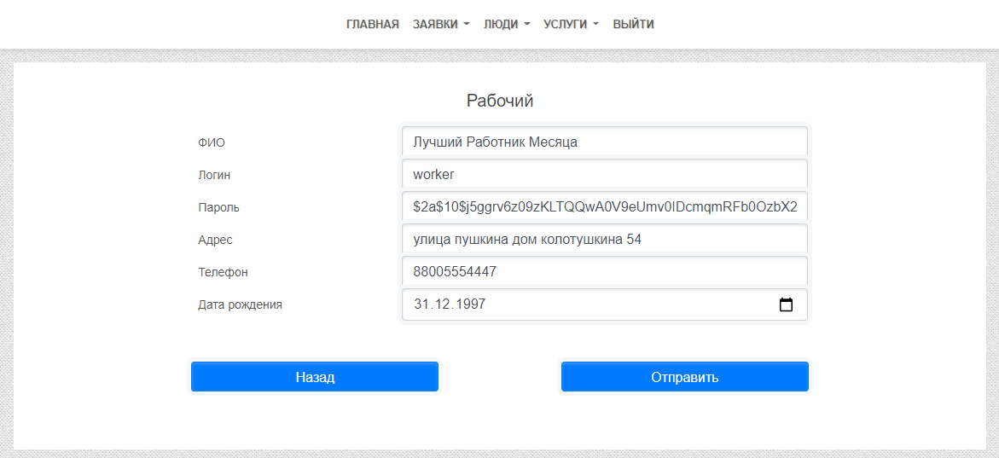 ГЛАВНАЯ ЗАЯВКИ ЛЮДИ УСЛУГИ ВЫЙТИ
Рабочий
ФИО Лучший Работник Месяца
Логин worker
Пароль $2a$10$j5ggrv6z09zKLTQQwA0V9eUmv0IDcmqmRFb0OzbX2
Адрес улица пушкина дом колотушкина 54
Телефон 88005554447
Дата рождения 31.12.1997
Назад Отправить